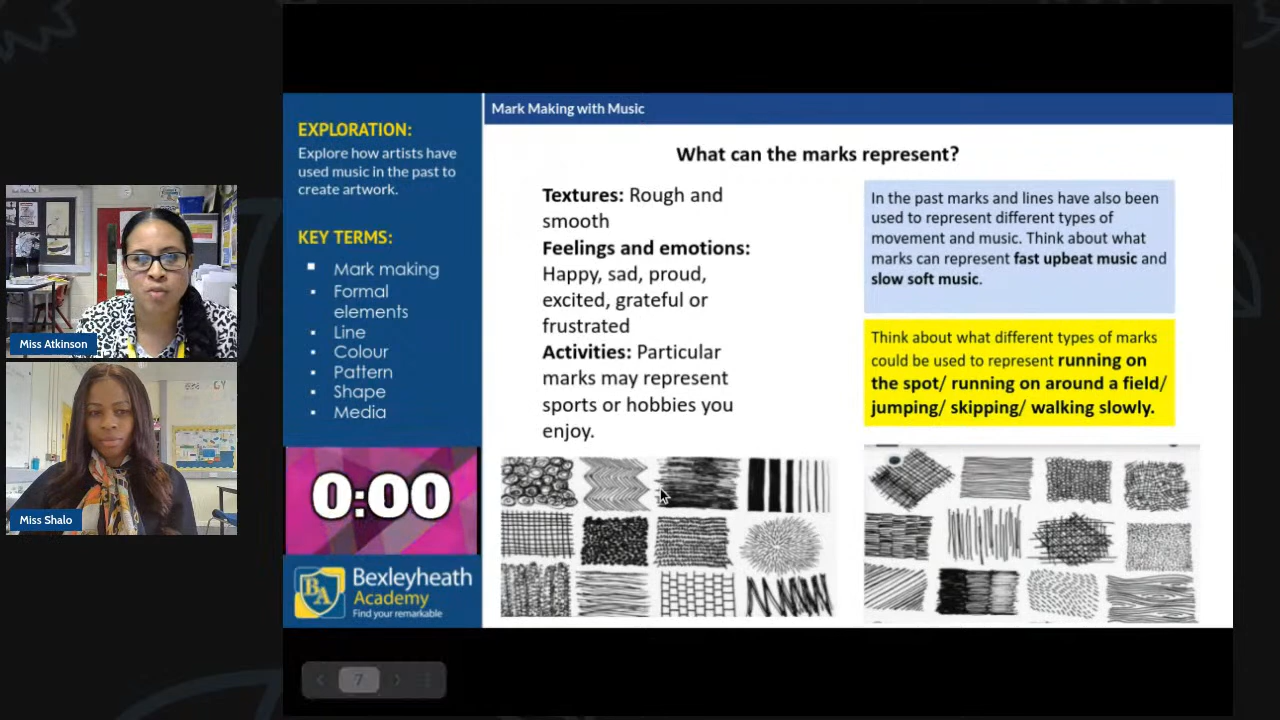 Mark Making with Music
EXPLORATION:
Explore how artists have
used music in the past to
create artwork.
KEY TERMS:
Mark making
Formal
elements
Line
Colour
Pattern
Shape
Media
0:00
BA
Bexleyheath
Academy
Find your remarkable
What can the marks represent?
Textures: Rough and
smooth
Feelings and emotions:
Happy, sad, proud,
excited, grateful or
frustrated
Activities: Particular
marks may represent
sports or hobbies you
enjoy.
In the past marks and lines have also been
used to represent different types of
movement and music. Think about what
marks can represent fast upbeat music and
slow soft music.
Think about what different types of marks
could be used to represent running on
the spot/ running on around a field/
jumping/ skipping/ walking slowly.
Miss Atkinson
Miss Shalo
7